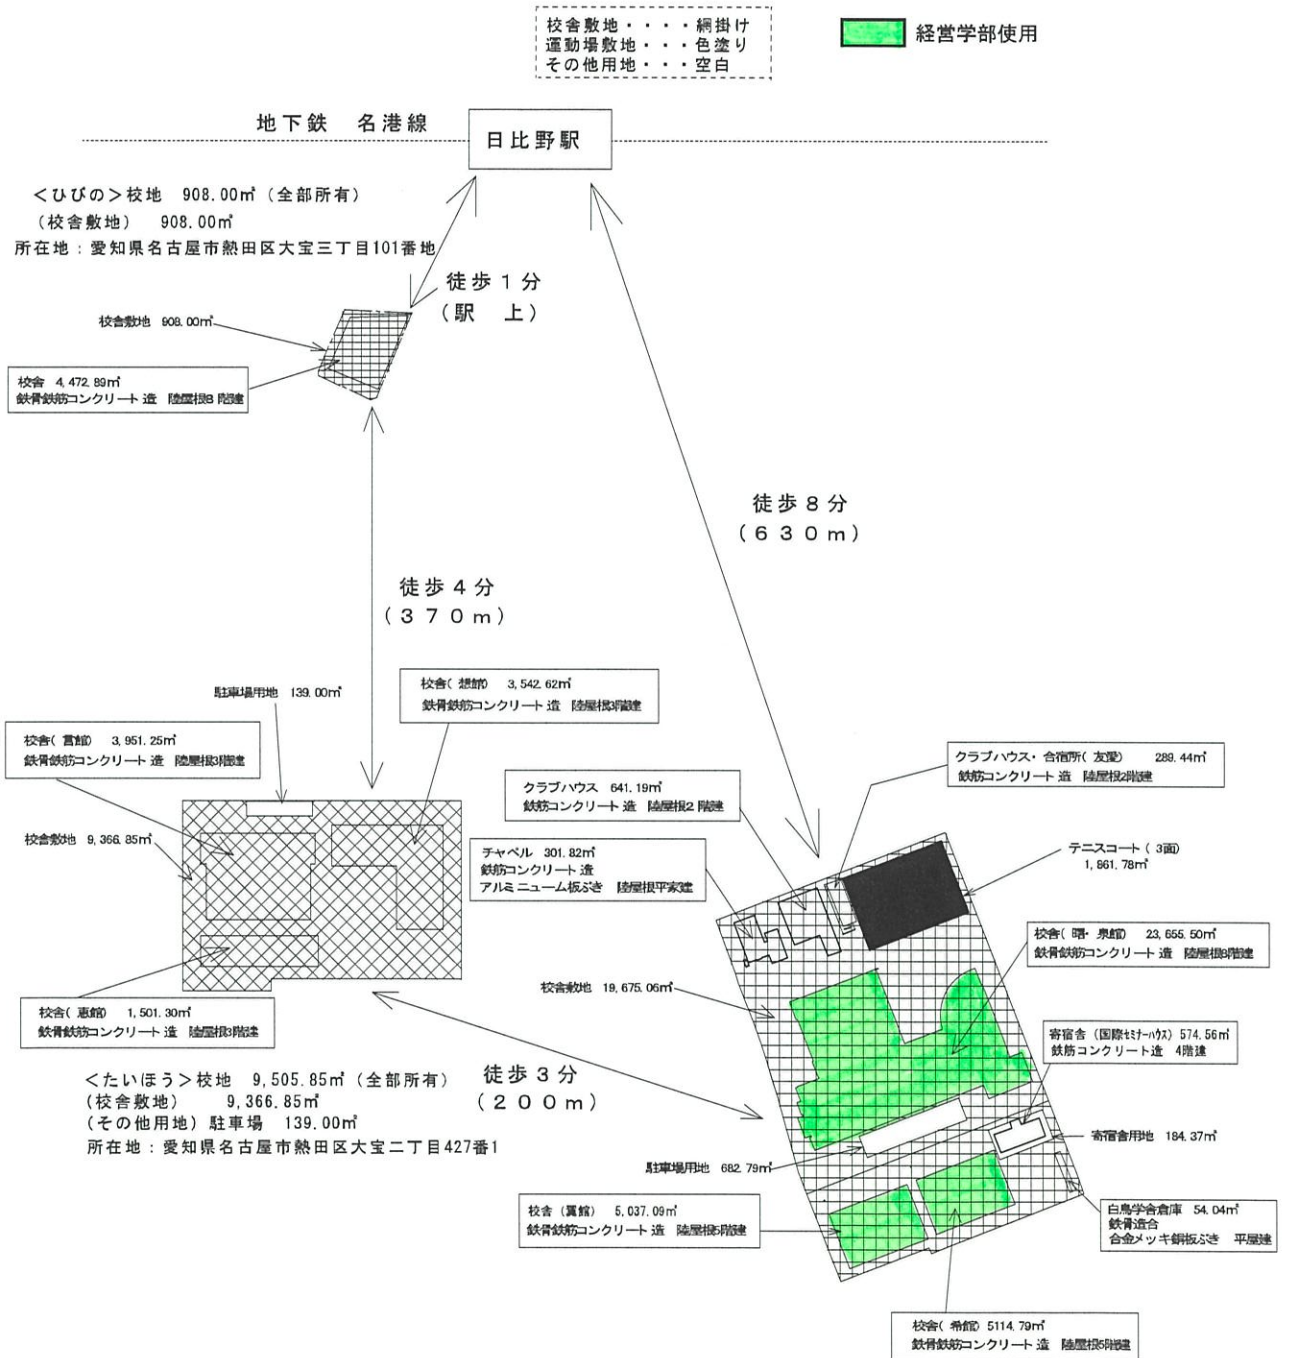 校舎敷地・・・・網掛け
運動場敷地・・・色塗り
その他用地・・・空白
経営学部使用
地下鉄 名港線
日比野駅
＜ひびの＞校地 908.00㎡（全部所有）
（校舎敷地） 908.00㎡
所在地：愛知県名古屋市熱田区大宝三丁目101番地
徒歩１分
（駅 上）
校舎敷地 908.00㎡
校舎 4,472.89㎡
鉄骨鉄筋コンクリート造 陸屋根8階建
徒歩８分
（６３０ｍ）
徒歩４分
（３７０ｍ）
駐車場用地 139.00㎡
校舎（想館） 3,542.62㎡
鉄骨鉄筋コンクリート造 陸屋根3階建
校舎（言館） 3,951.25㎡
鉄骨鉄筋コンクリート造 陸屋根3階建
校舎敷地 9,366.85㎡
クラブハウス・合宿所（友愛） 289.44㎡
鉄筋コンクリート造 陸屋根2階建
クラブハウス 641.19㎡
鉄筋コンクリート造 陸屋根2階建
チャペル 301.82㎡
鉄筋コンクリート造
アルミニューム板ぶき 陸屋根平家建
テニスコート（3面）
1,861.78㎡
校舎（曙・泉館） 23,655.50㎡
鉄骨鉄筋コンクリート造 陸屋根8階建
校舎敷地 19,675.06㎡
校舎（恵館） 1,501.30㎡
鉄骨鉄筋コンクリート造 陸屋根3階建
寄宿舎（国際ｾﾐﾅｰﾊｳｽ）574.56㎡
鉄筋コンクリート造 4階建
＜たいほう＞校地 9,505.85㎡（全部所有）
（校舎敷地） 9,366.85㎡
（その他用地）駐車場 139.00㎡
所在地：愛知県名古屋市熱田区大宝二丁目427番1
徒歩３分
（２００ｍ）
寄宿舎用地 184.37㎡
駐車場用地 682.79㎡
校舎（翼館） 5,037.09㎡
鉄骨鉄筋コンクリート造 陸屋根5階建
白鳥学舎倉庫 54.04㎡
鉄骨造合
合金メッキ鋼板ぶき 平屋建
校舎（希館）5114.79㎡
鉄骨鉄筋コンクリート造 陸屋根5階建